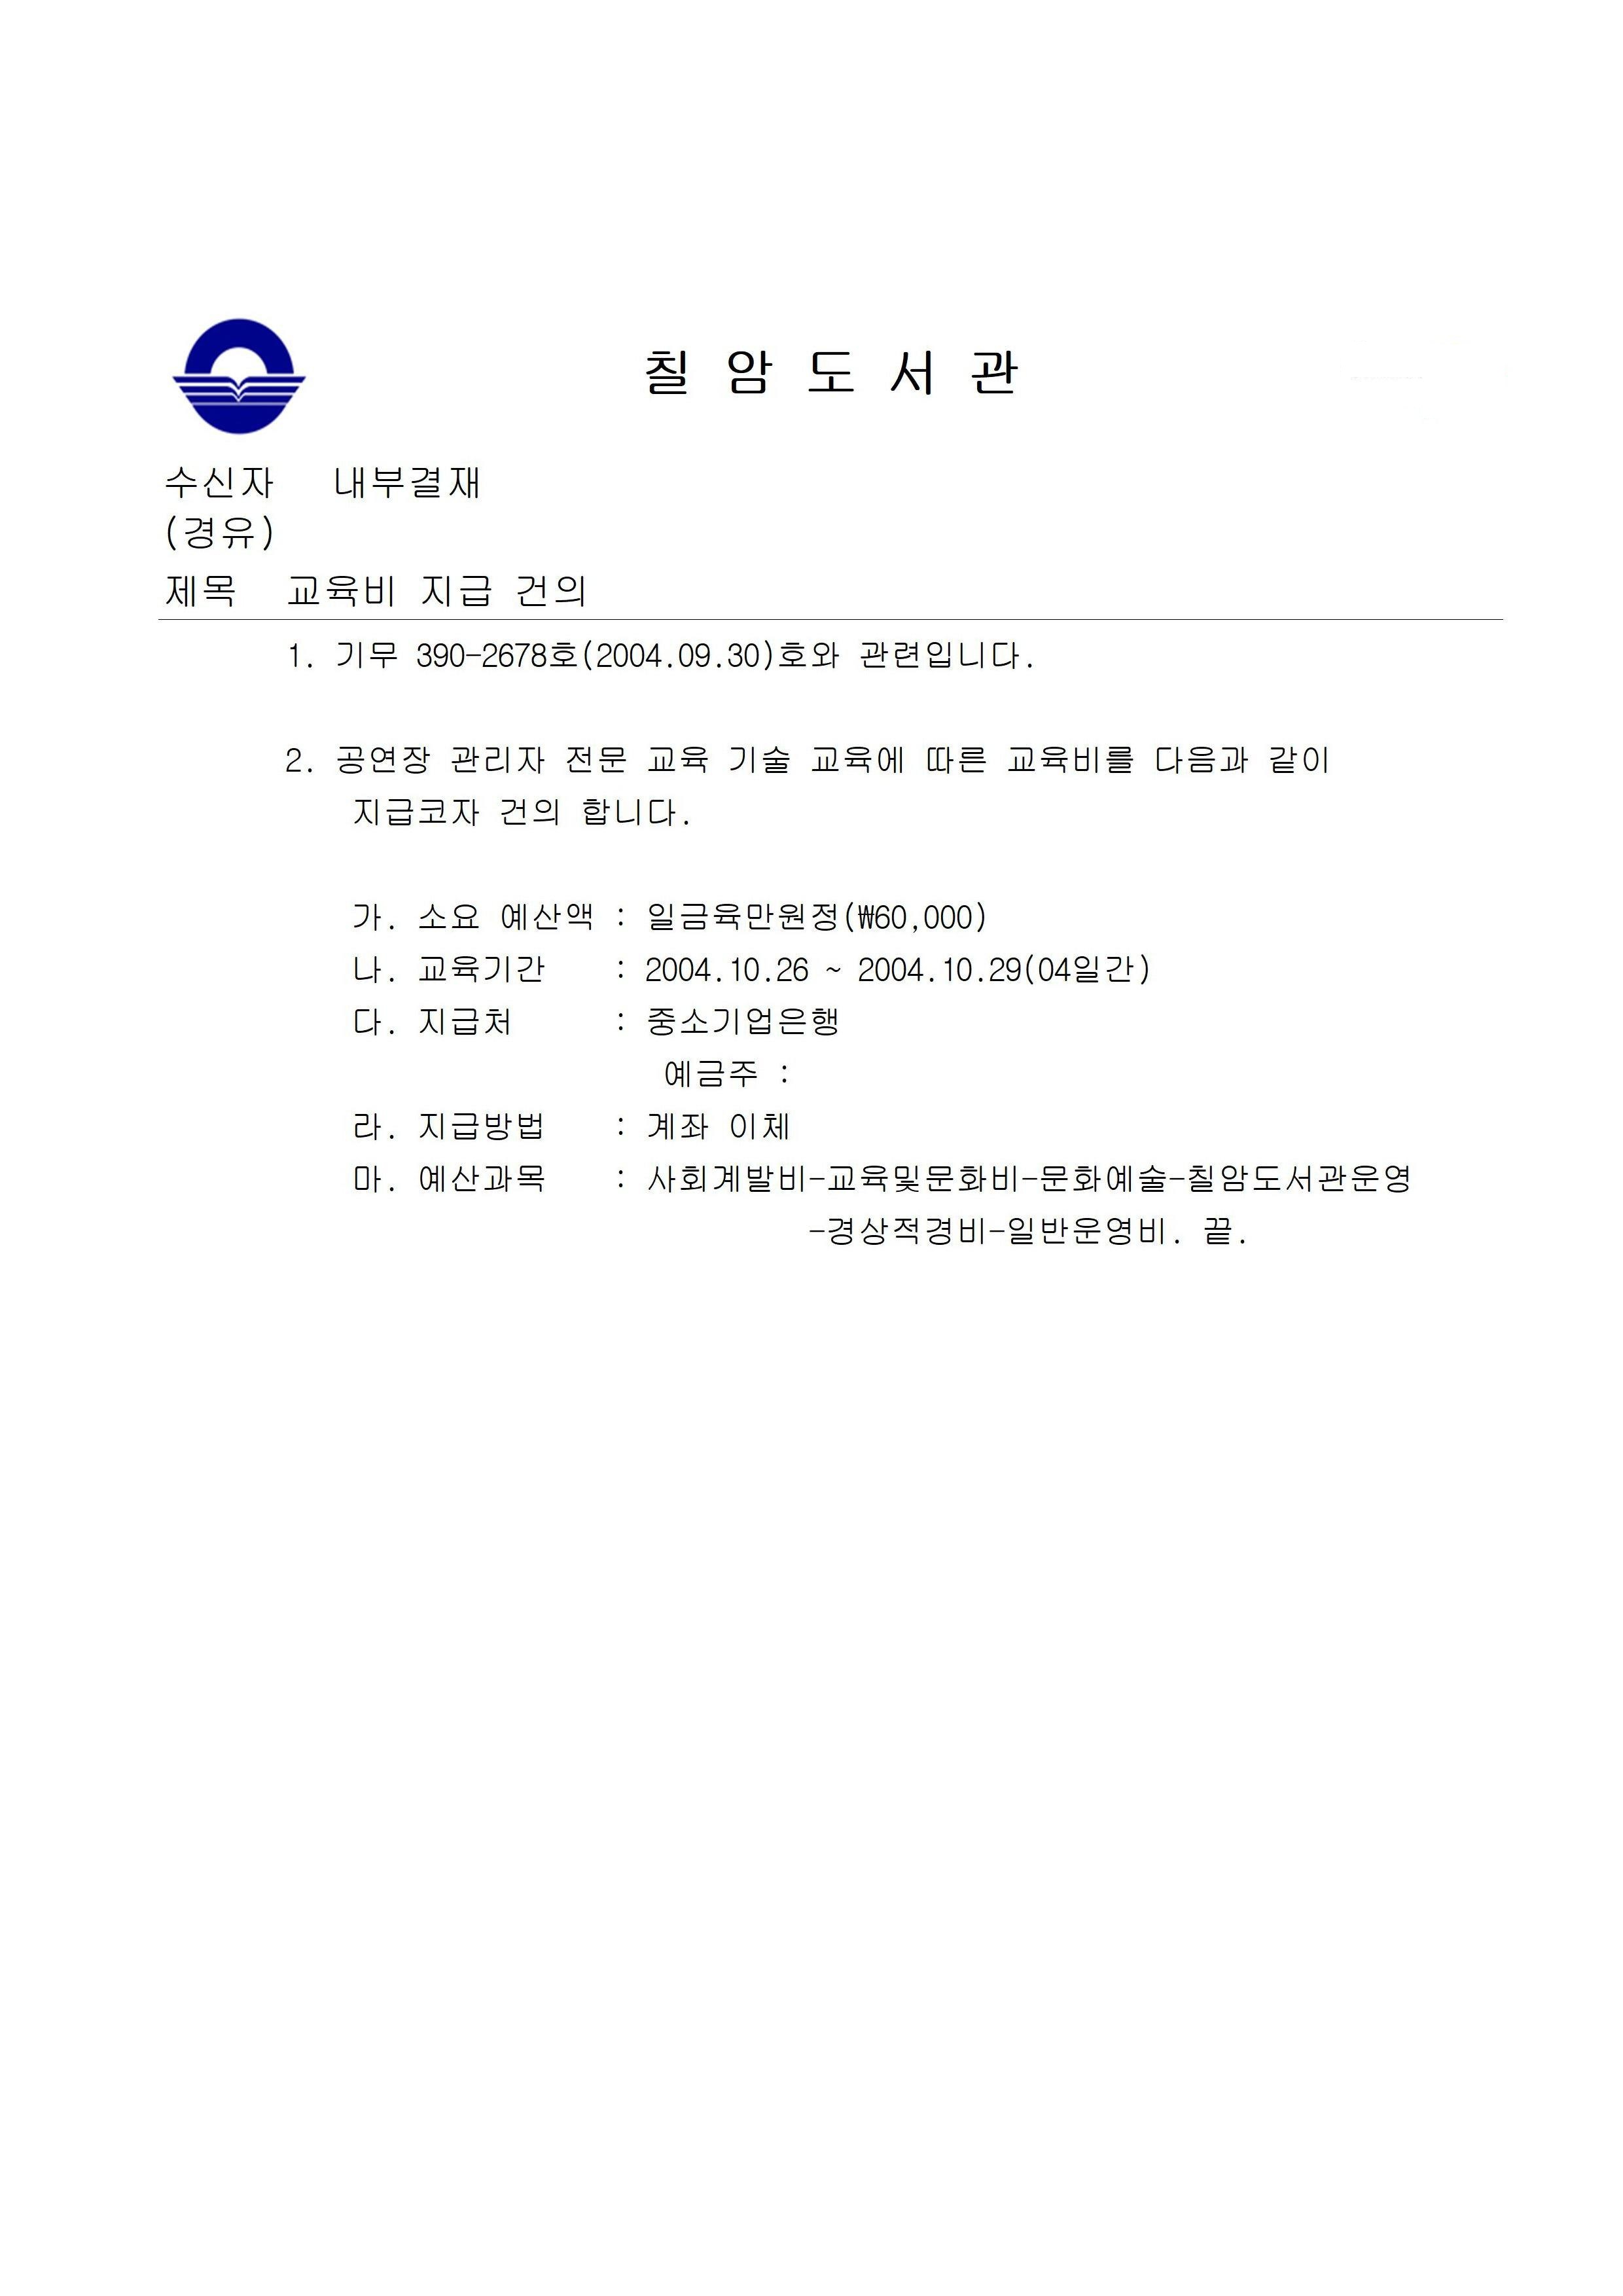 칠 암 도 서 관
수신자 내부결재
(경유)
제목 교육비 지급 건의
1. 기무 390-2678호(2004.09.30)호와 관련입니다.
2. 공연장 관리자 전문 교육 기술 교육에 따른 교육비를 다음과 같이
지급코자 건의 합니다.
가. 소요 예산액 : 일금육만원정(₩60,000)
나. 교육기간 : 2004.10.26 ~ 2004.10.29(04일간)
다. 지급처 : 중소기업은행
예금주 :
라. 지급방법 : 계좌 이체
마. 예산과목 : 사회계발비-교육및문화비-문화예술-칠암도서관운영
-경상적경비-일반운영비. 끝.